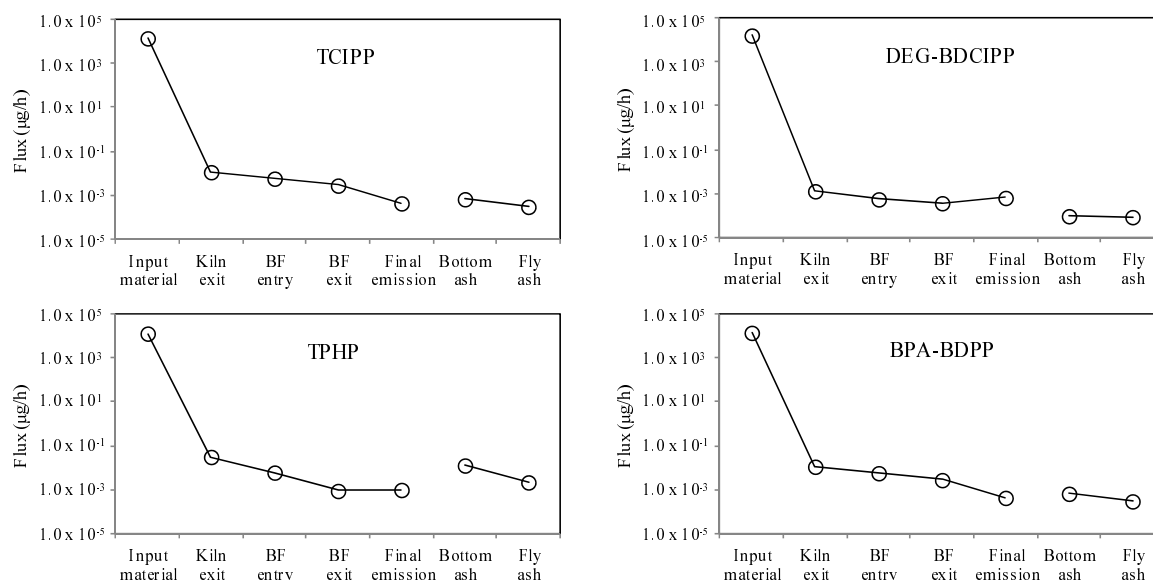 TCIPP
Flux (µg/h)
1.0 x 10⁵
1.0 x 10³
1.0 x 10¹
1.0 x 10⁻¹
1.0 x 10⁻³
1.0 x 10⁻⁵
Input Kiln BF BF Final Bottom Fly
material exit entry exit emission ash ash
DEG-BDCIPP
Flux (µg/h)
1.0 x 10⁵
1.0 x 10³
1.0 x 10¹
1.0 x 10⁻¹
1.0 x 10⁻³
1.0 x 10⁻⁵
Input Kiln BF BF Final Bottom Fly
material exit entry exit emission ash ash
TPHP
Flux (µg/h)
1.0 x 10⁵
1.0 x 10³
1.0 x 10¹
1.0 x 10⁻¹
1.0 x 10⁻³
1.0 x 10⁻⁵
Input Kiln BF BF Final Bottom Fly
material exit entry exit emission ash ash
BPA-BDPP
Flux (µg/h)
1.0 x 10⁵
1.0 x 10³
1.0 x 10¹
1.0 x 10⁻¹
1.0 x 10⁻³
1.0 x 10⁻⁵
Input Kiln BF BF Final Bottom Fly
material exit entry exit emission ash ash